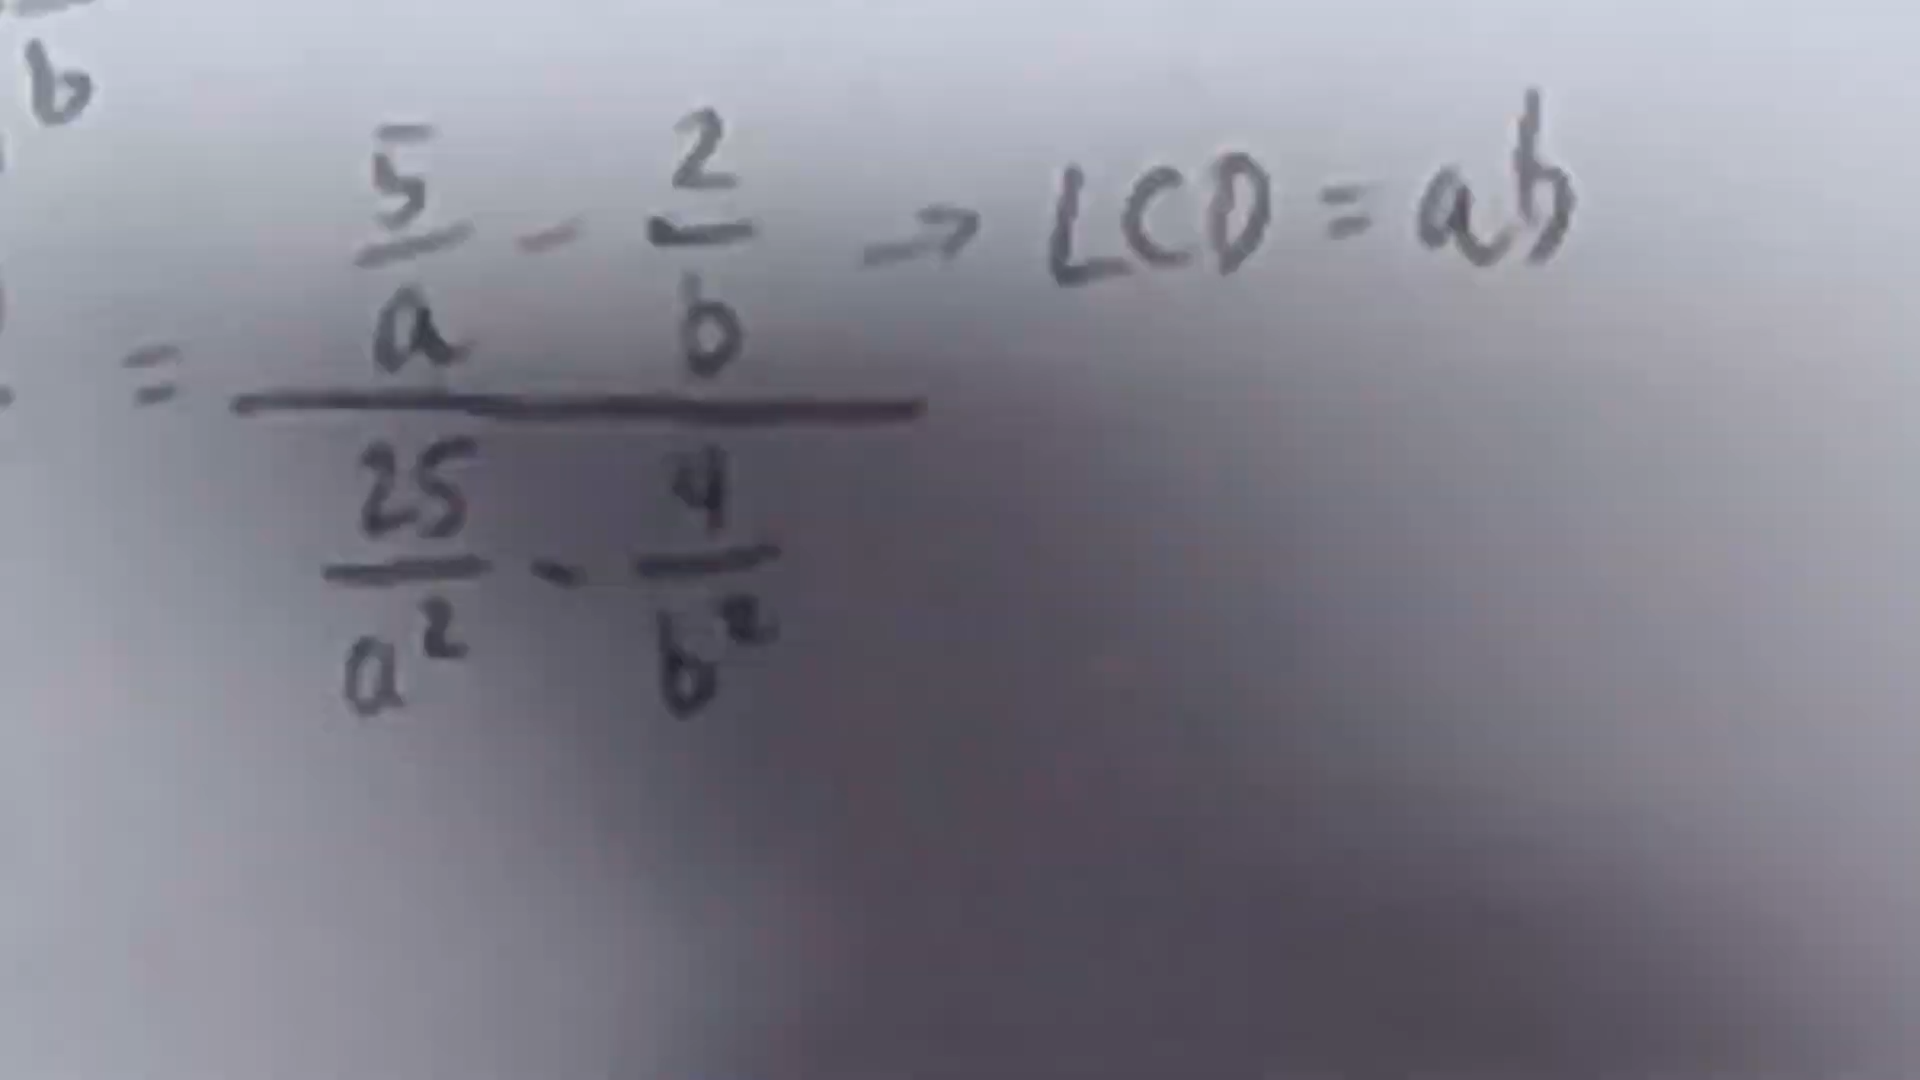 b
= (5/a - 2/b) / (25/a² - 4/b²) → LCD = ab